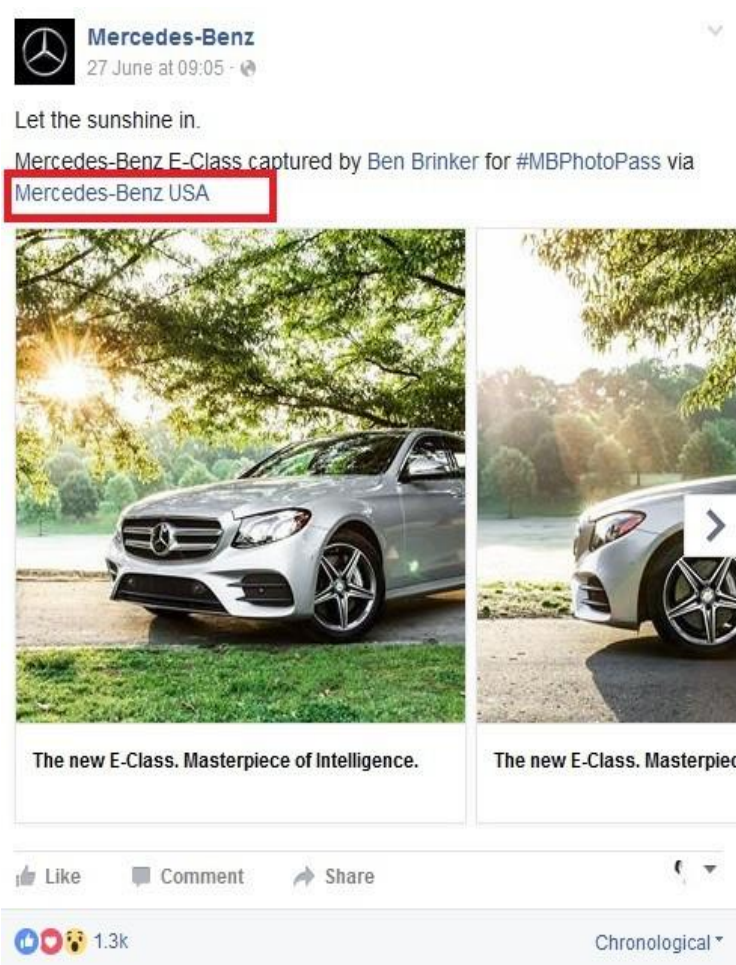 Mercedes-Benz
27 June at 09:05 ·
Let the sunshine in.
Mercedes-Benz E-Class captured by Ben Brinker for #MBPhotoPass via
Mercedes-Benz USA
The new E-Class. Masterpiece of Intelligence.
The new E-Class. Masterpiec
Like Comment Share
1.3k Chronological